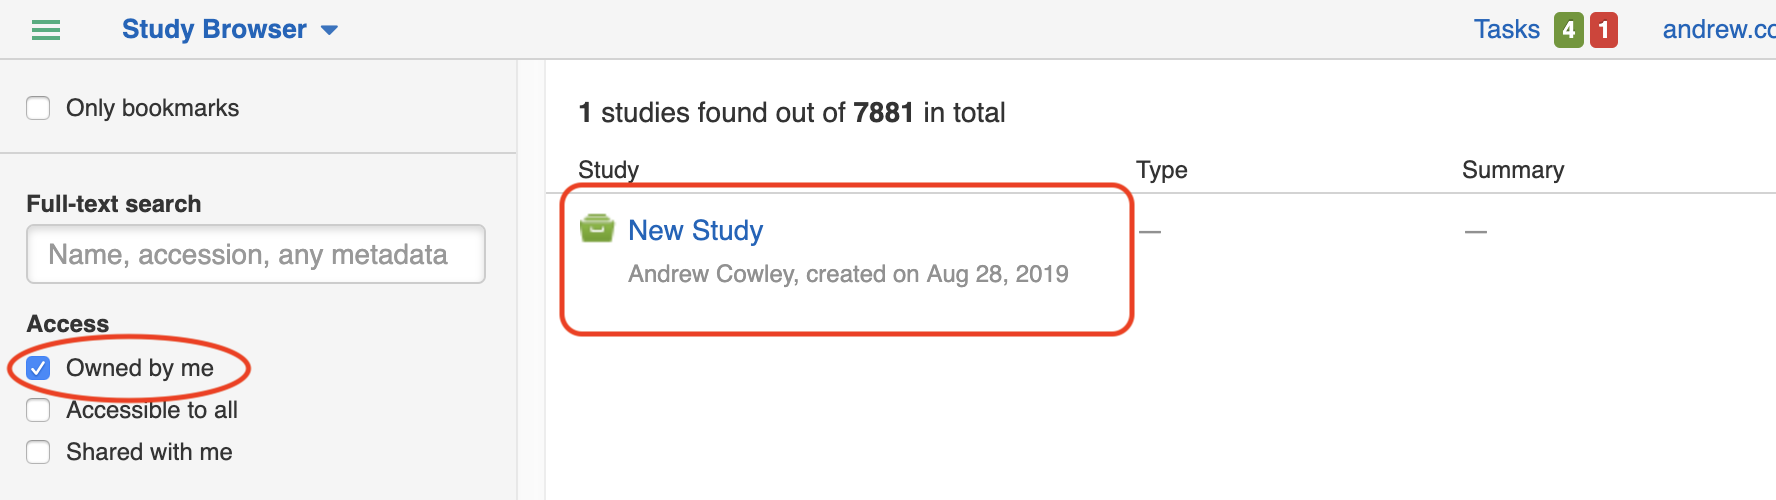 Study Browser
Tasks 4 1 andrew.co
Only bookmarks
Full-text search
Name, accession, any metadata
Access
Owned by me
Accessible to all
Shared with me
1 studies found out of 7881 in total
Study Type Summary
New Study — —
Andrew Cowley, created on Aug 28, 2019